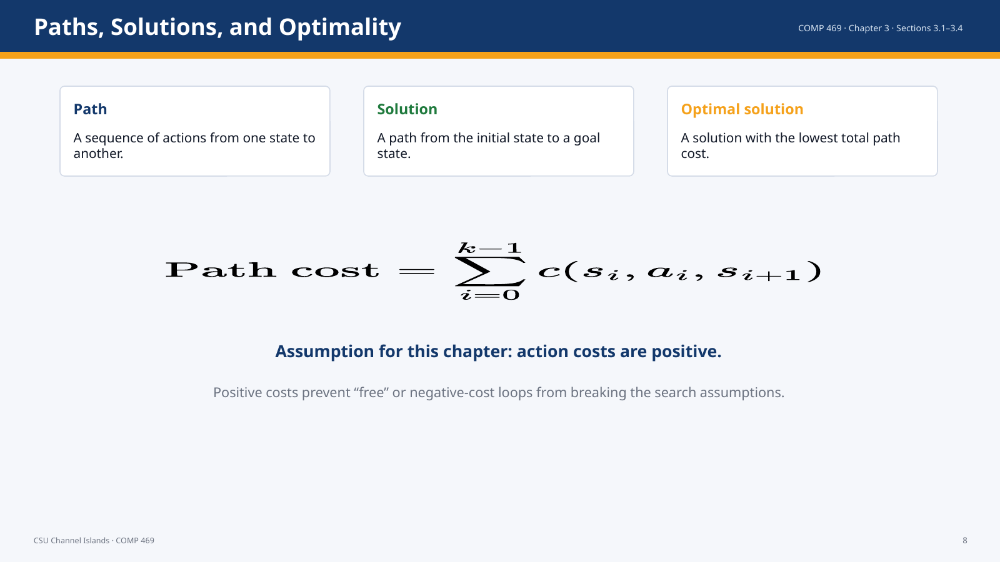 Paths, Solutions, and Optimality
COMP 469 · Chapter 3 · Sections 3.1–3.4
Path
A sequence of actions from one state to
another.
Solution
A path from the initial state to a goal
state.
Optimal solution
A solution with the lowest total path
cost.
Path cost = \sum_{i=0}^{k-1} c(s_i, a_i, s_{i+1})
Assumption for this chapter: action costs are positive.
Positive costs prevent “free” or negative-cost loops from breaking the search assumptions.
CSU Channel Islands · COMP 469
8